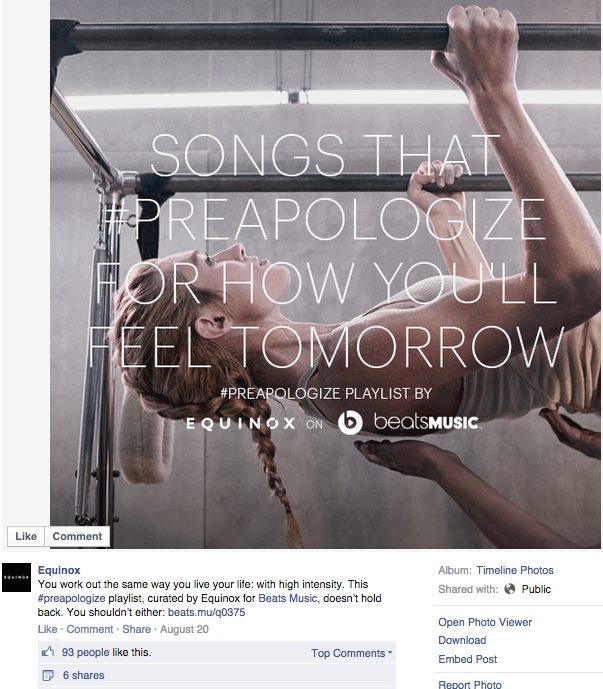 SONGS THAT
#PREAPOLOGIZE
FOR HOW YOU'LL
FEEL TOMORROW
#PREAPOLOGIZE PLAYLIST BY
EQUINOX ON beatsMUSIC
Like Comment
EQUINOX
Equinox
You work out the same way you live your life: with high intensity. This
#preapologize playlist, curated by Equinox for Beats Music, doesn't hold
back. You shouldn't either: beats.mu/q0375
Like · Comment · Share · August 20
93 people like this. Top Comments
6 shares
Album: Timeline Photos
Shared with: Public
Open Photo Viewer
Download
Embed Post
Report Photo